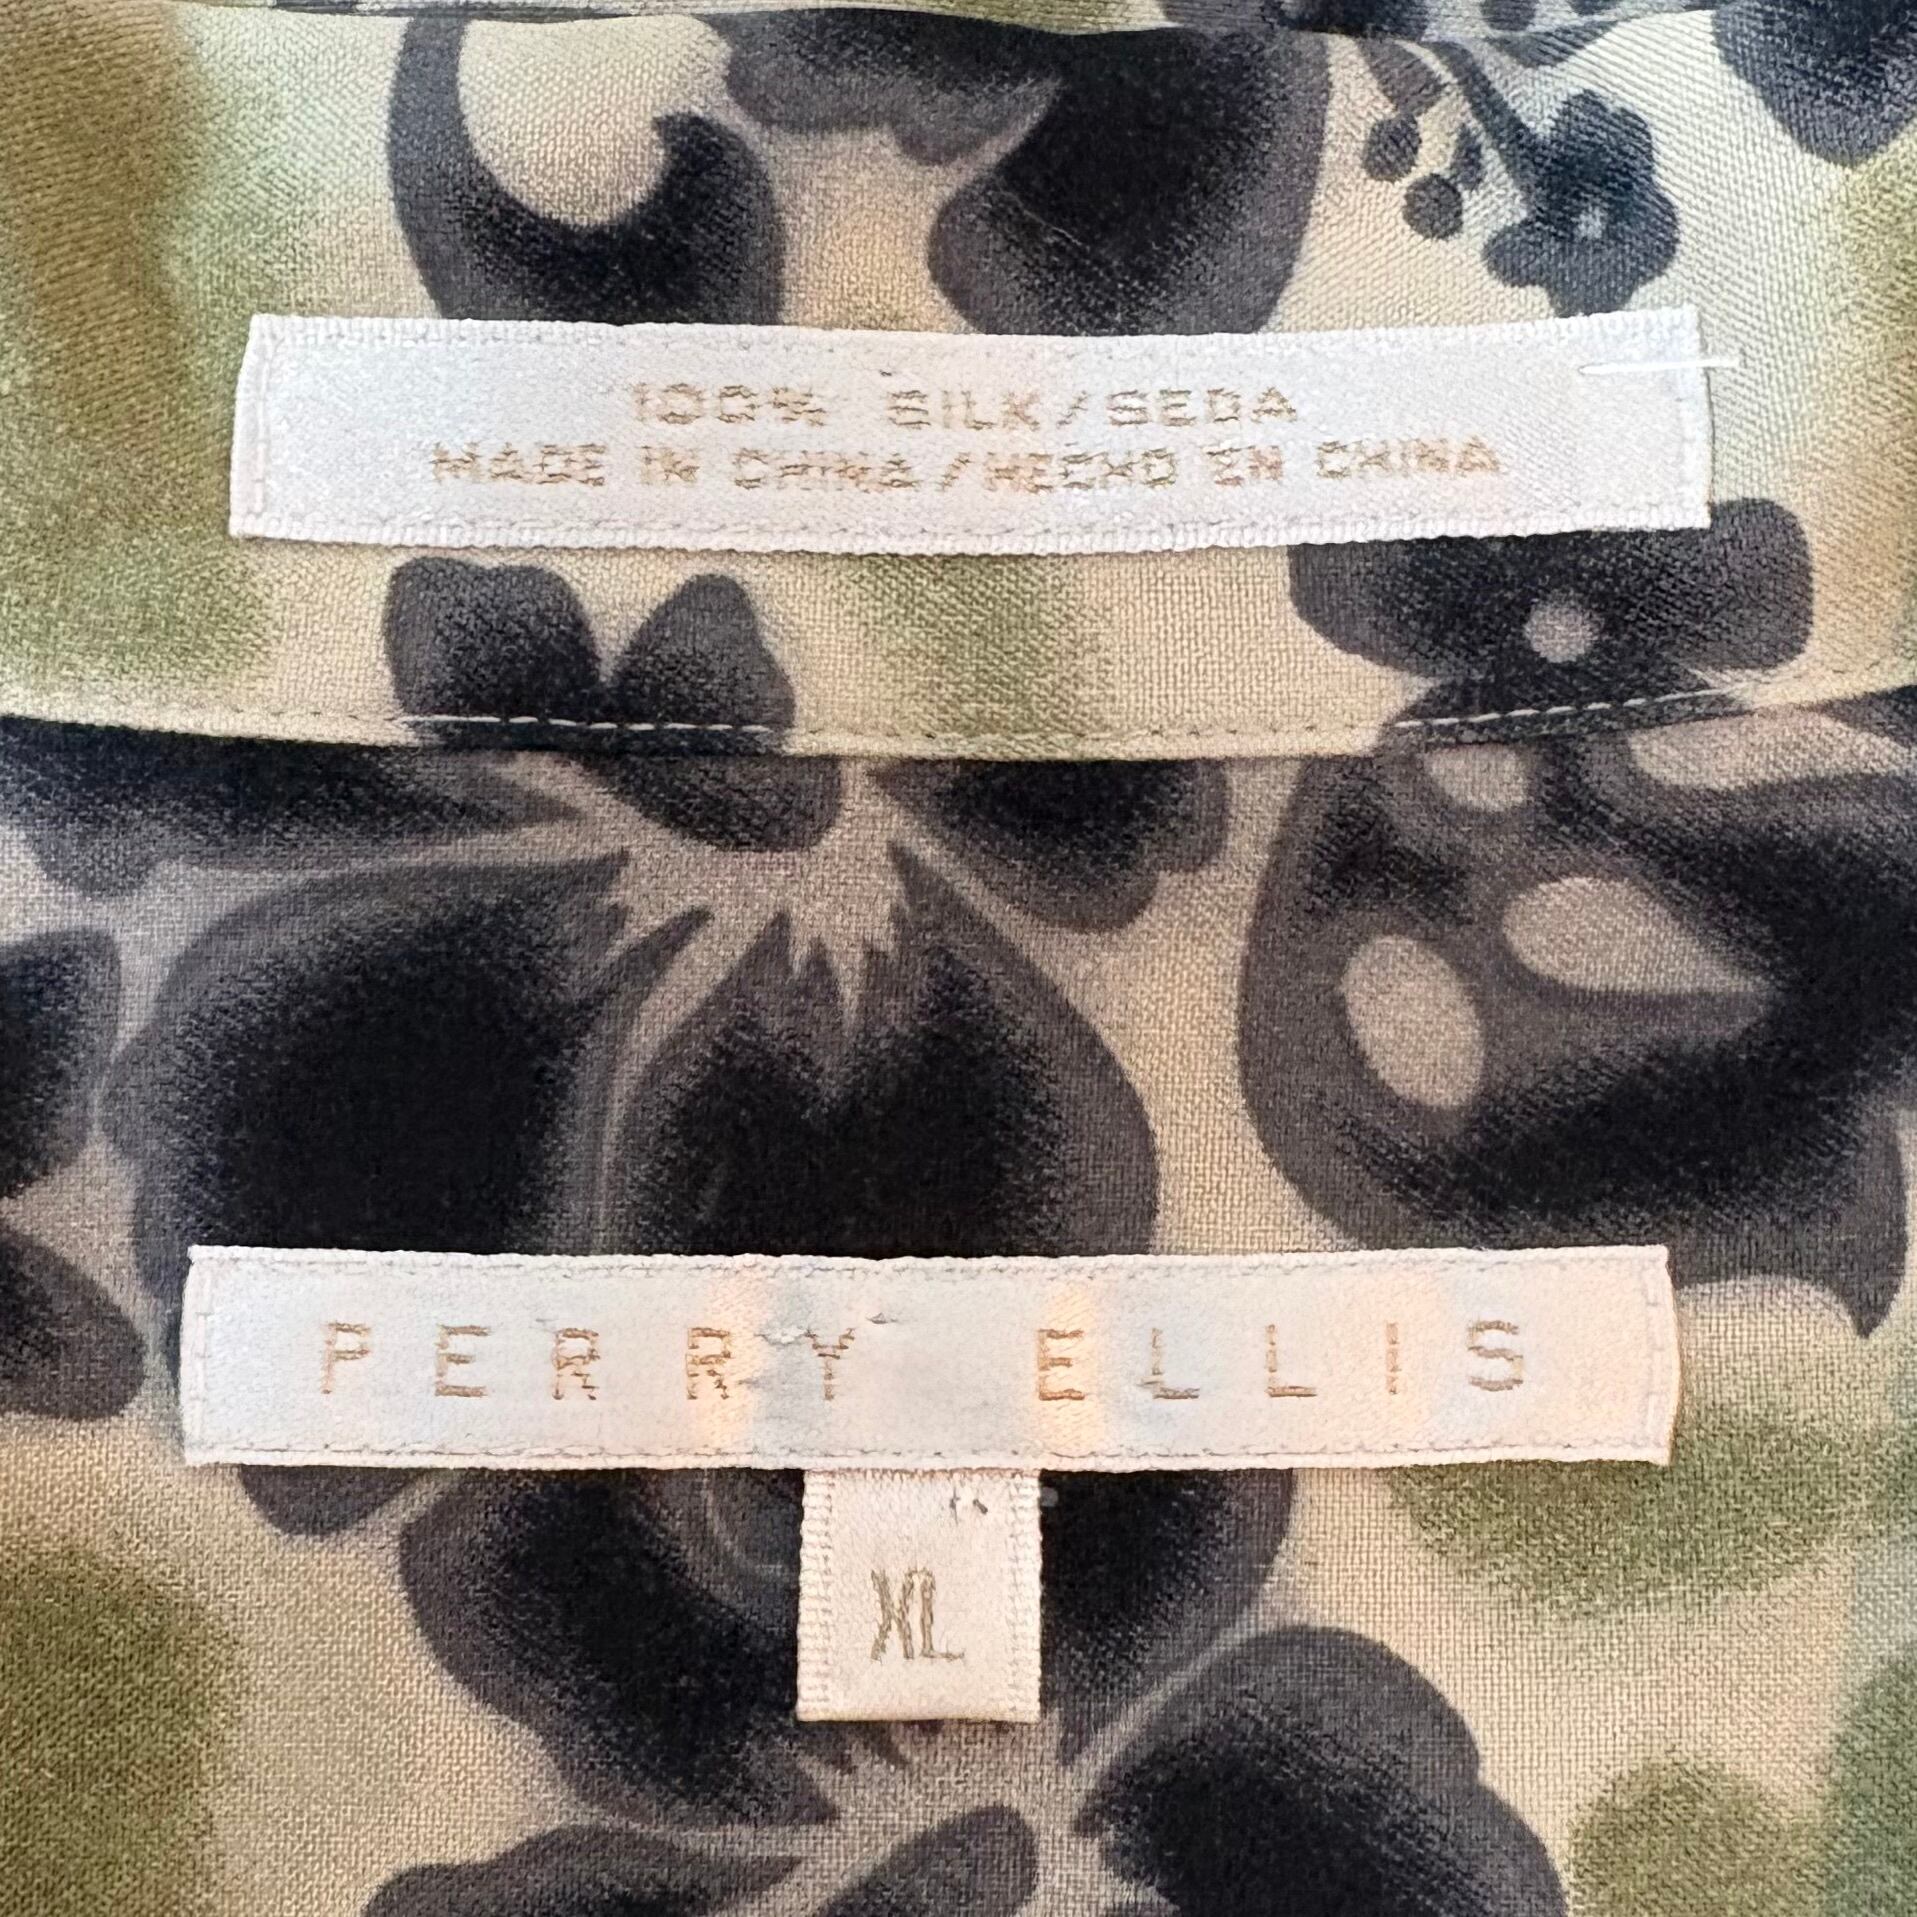 100% SILK/SEDA
MADE IN CHINA/HECHO EN CHINA
PERRY ELLIS
XL